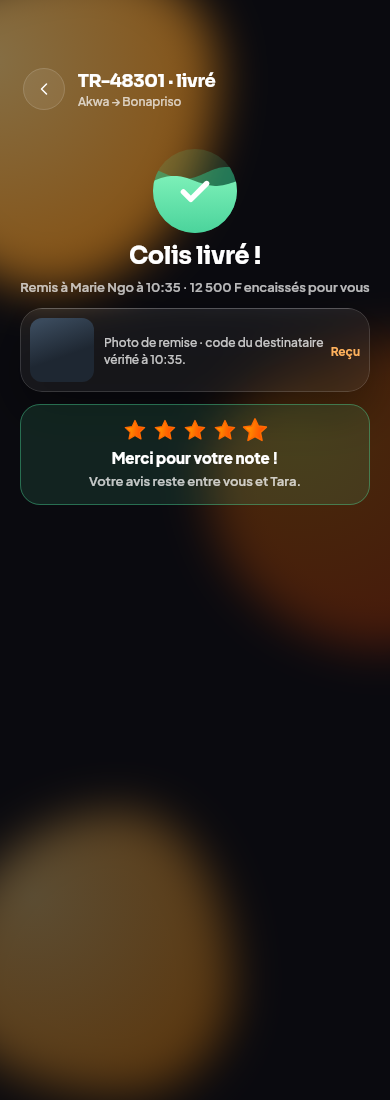 TR-48301 · livré
Akwa → Bonapriso
Colis livré !
Remis à Marie Ngo à 10:35 · 12 500 F encaissés pour vous
Photo de remise · code du destinataire
vérifié à 10:35.
Reçu
Merci pour votre note !
Votre avis reste entre vous et Tara.